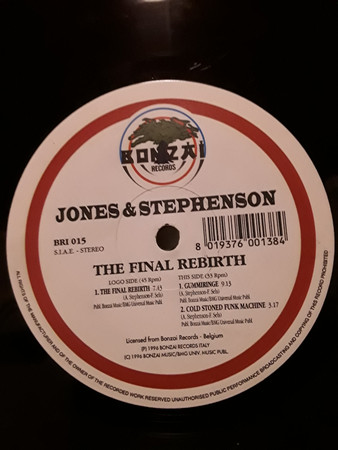 BONZAI
RECORDS
JONES & STEPHENSON
BRI 015
S.I.A.E. - STEREO
8 019376 001384
THE FINAL REBIRTH
LOGO SIDE (45 Rpm)
1. THE FINAL REBIRTH 7.43
(A. Stephenson-F. Sels)
Publ. Bonzai Music/BMG Universal Music Publ.
THIS SIDE (33 Rpm)
1. GUMMIRINGE 9.
(A. Stephenson-F. Sels)
Publ. Bonzai Music/BMG Universal Music Publ.
2. COLD STONED FUNK MACHINE 3.17
(A. Stephenson-F. Sels)
Publ. Bonzai Music/BMG Universal Music Publ.
Licensed from Bonzai Records - Belgium
(P) 1996 BONZAI RECORDS ITALY
(C) 1996 BONZAI MUSIC/BMG UNIV. MUSIC PUBL.
ALL RIGHTS OF THE MANUFACTURER AND OF THE OWNER OF THE RECORDED WORK RESERVED UNAUTHORISED PUBLIC PERFORMANCE BROADCASTING AND COPYING OF THIS RECORD PROHIBITED